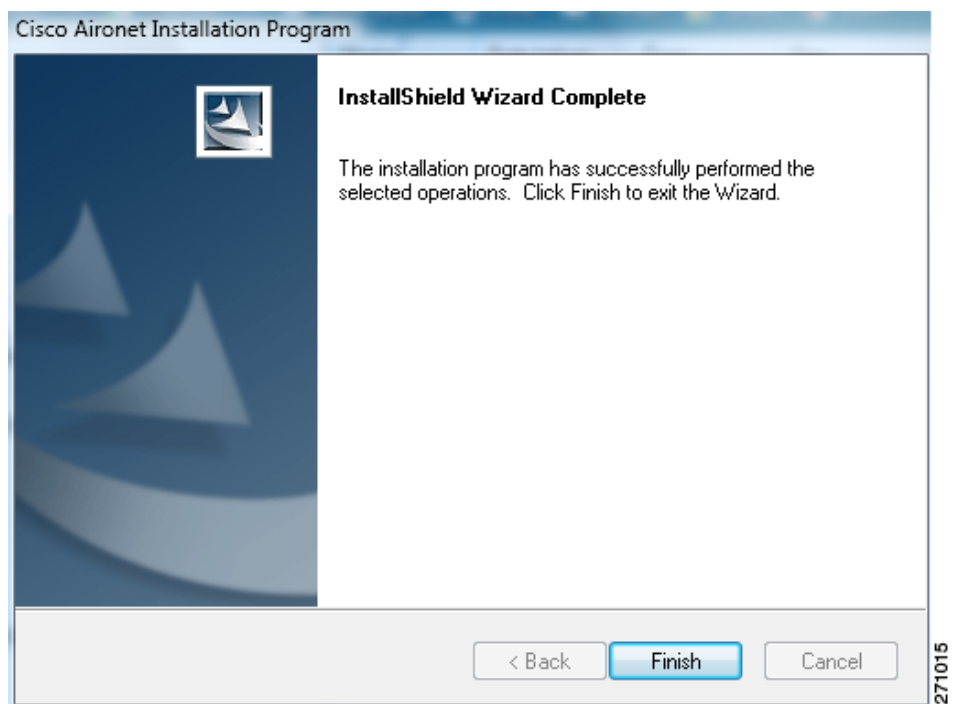 Cisco Aironet Installation Program
InstallShield Wizard Complete
The installation program has successfully performed the
selected operations. Click Finish to exit the Wizard.
< Back
Finish
Cancel
271015